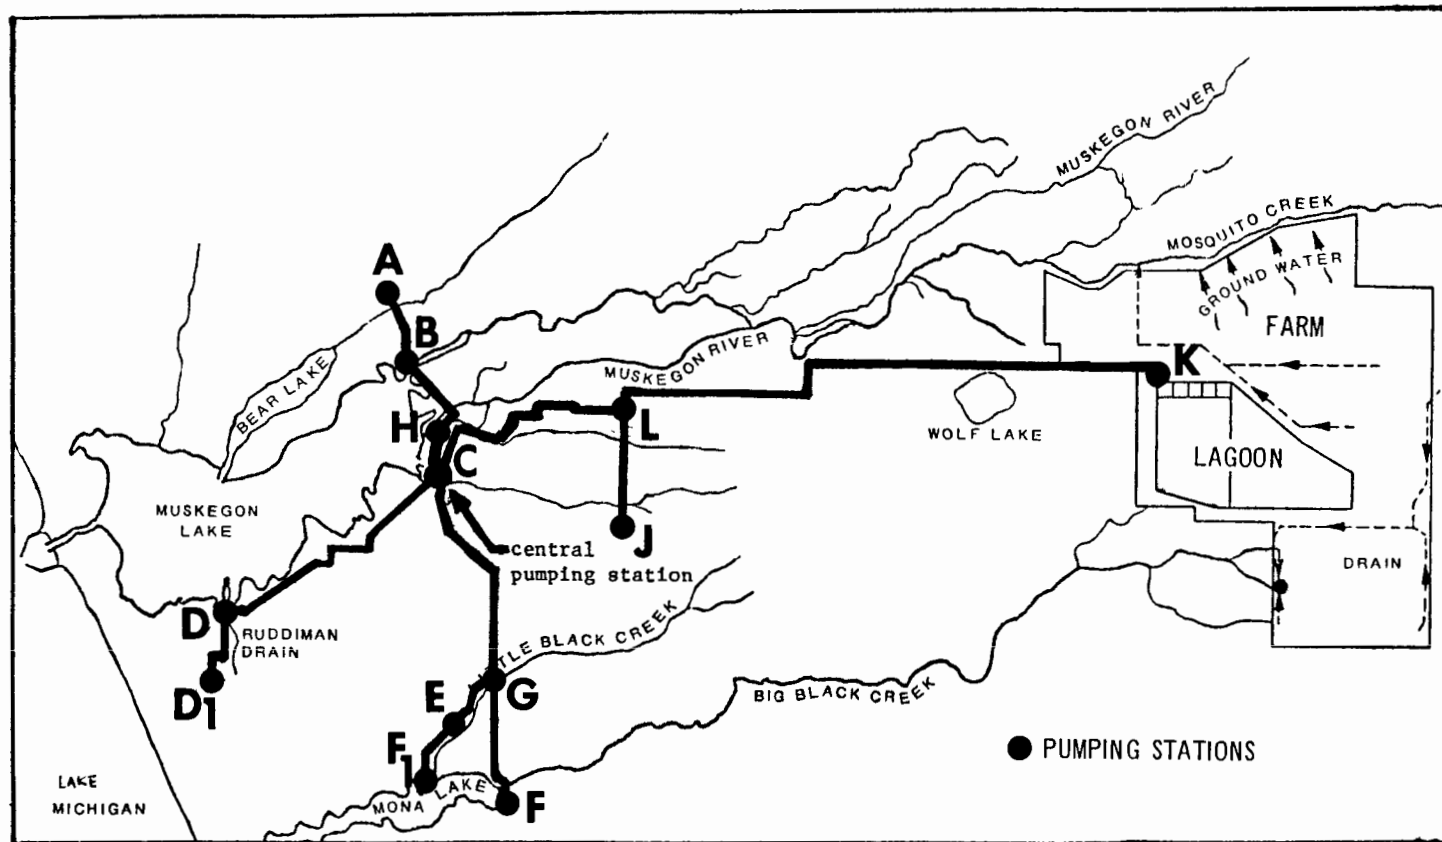 MUSKEGON RIVER
MOSQUITO CREEK
GROUND WATER
FARM
A
B
K
BEAR LAKE
MUSKEGON RIVER
H
L
WOLF LAKE
C
LAGOON
MUSKEGON
LAKE
J
central
pumping station
DRAIN
D
RUDDIMAN
DRAIN
D1
LITTLE BLACK CREEK
G
E
BIG BLACK CREEK
F1
PUMPING STATIONS
LAKE
MICHIGAN
MONA LAKE
F